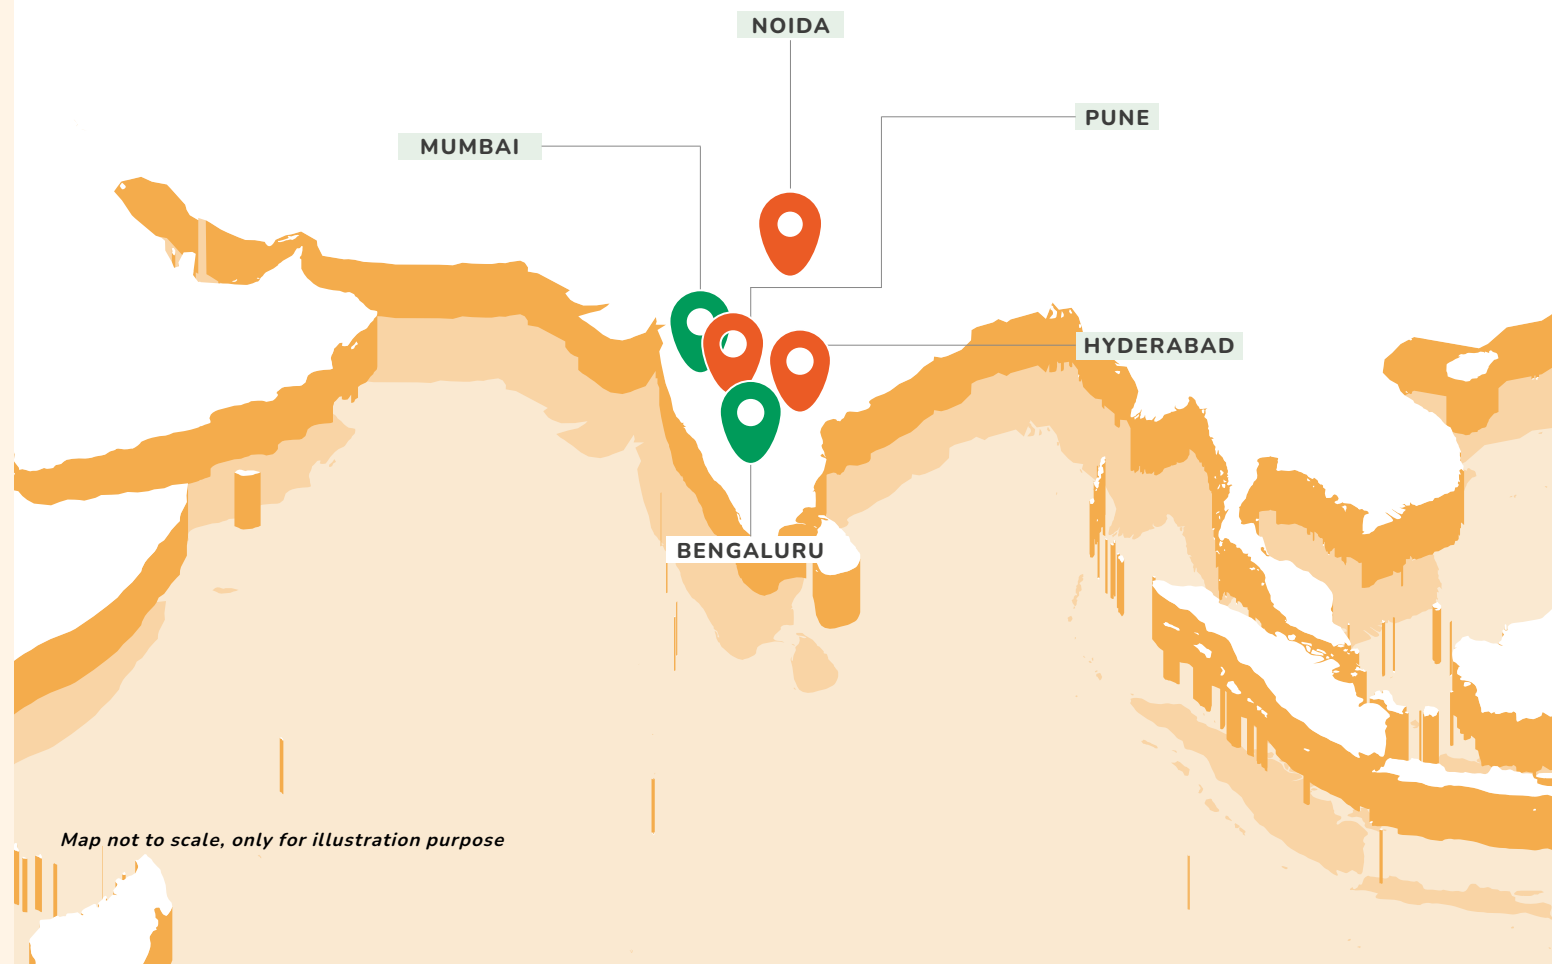 NOIDA
PUNE
MUMBAI
HYDERABAD
BENGALURU
Map not to scale, only for illustration purpose